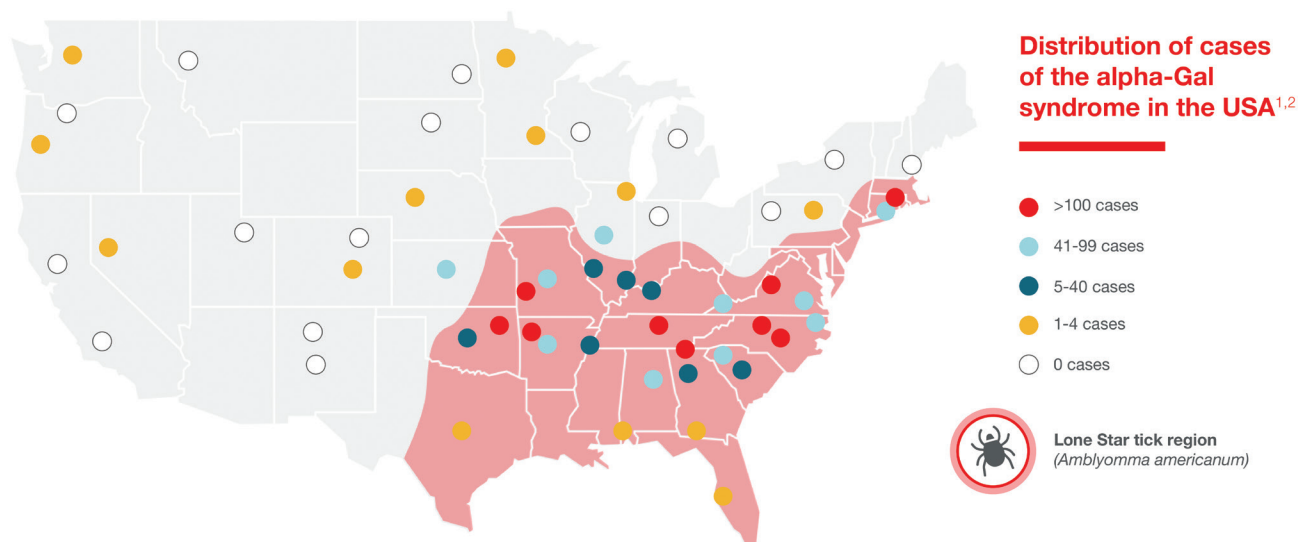 Distribution of cases
of the alpha-Gal
syndrome in the USA1,2
>100 cases
41-99 cases
5-40 cases
1-4 cases
0 cases
Lone Star tick region
(Amblyomma americanum)